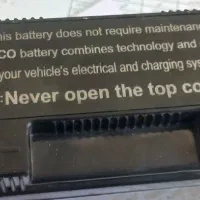 his battery does not require maintenance
CO battery combines technology and
your vehicle's electrical and charging sys
: Never open the top co